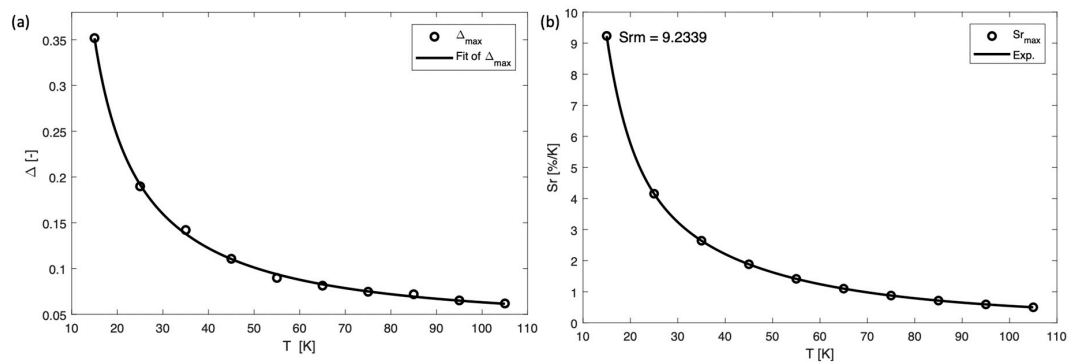 (a)
0.35
0.3
0.25
0.2
0.15
0.1
0.05
Δ [-]
10 20 30 40 50 60 70 80 90 100 110
T [K]
Δmax
Fit of Δmax
(b)
10
9
8
7
6
5
4
3
2
1
0
Sr [%/K]
10 20 30 40 50 60 70 80 90 100 110
T [K]
Srm = 9.2339
Srmax
Exp.